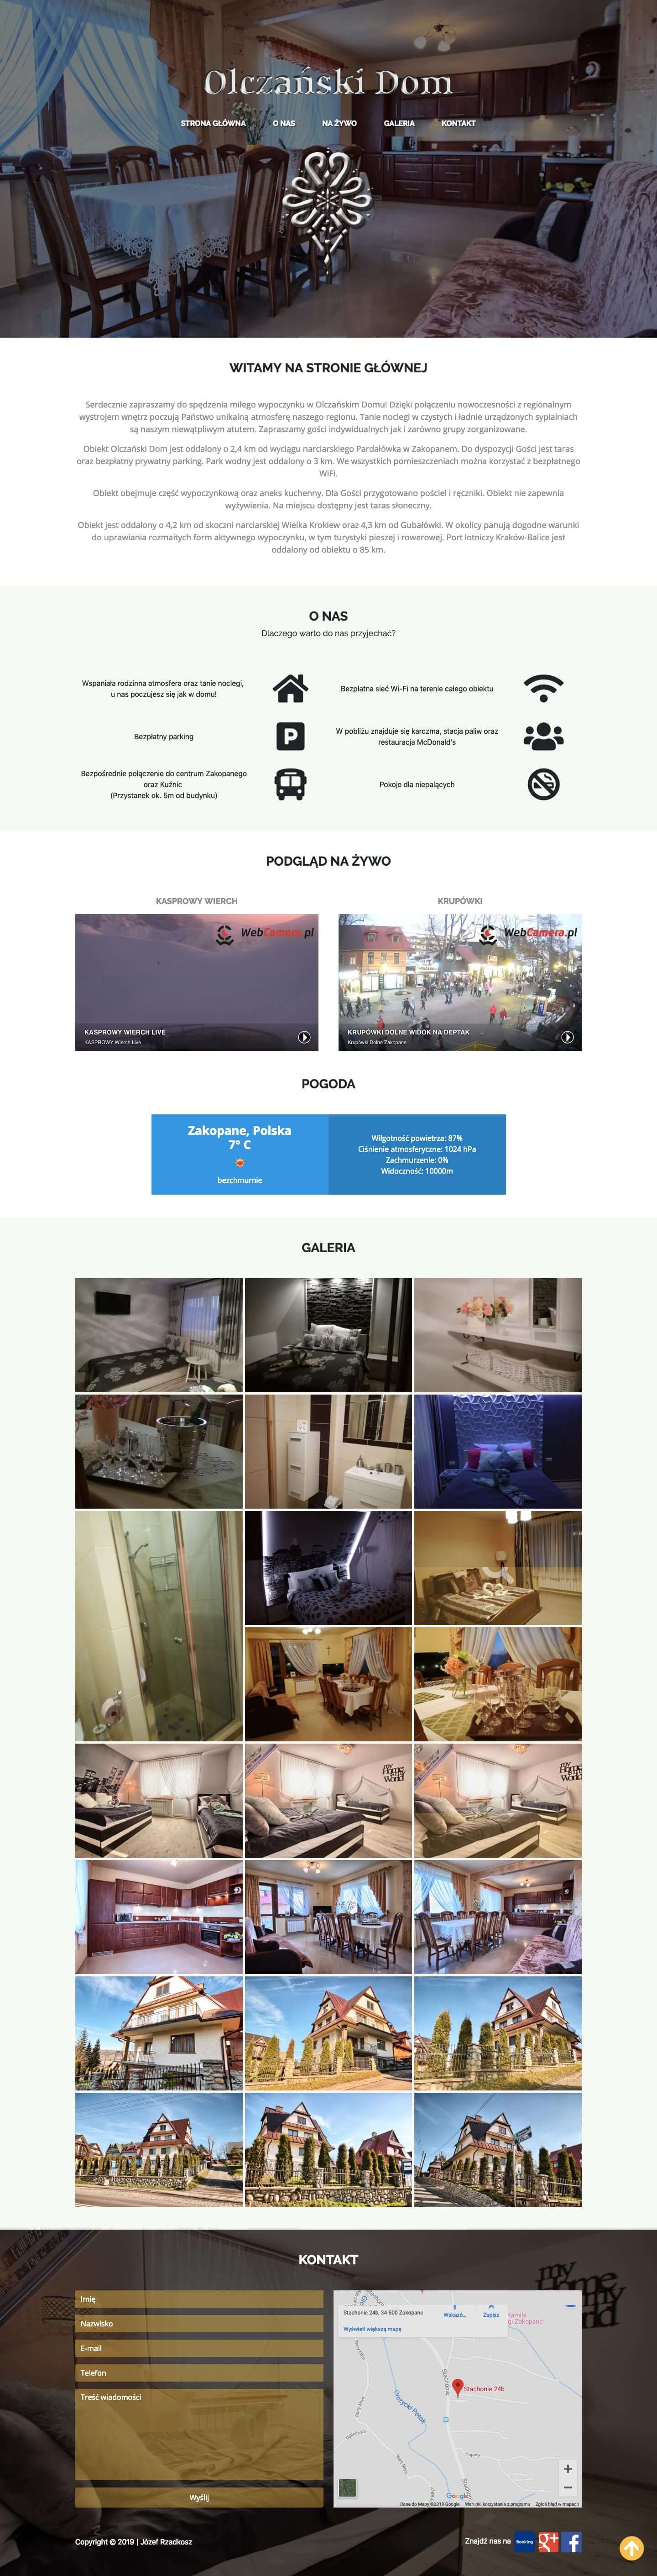 Olczański Dom
STRONA GŁÓWNA O NAS NA ŻYWO GALERIA KONTAKT
WITAMY NA STRONIE GŁÓWNEJ
Serdecznie zapraszamy do spędzenia miłego wypoczynku w Olczańskim Domu! Dzięki połączeniu nowoczesności z regionalnym
wystrojem wnętrz poczują Państwo unikalną atmosferę naszego regionu. Tanie noclegi w czystych i ładnie urządzonych sypialniach
są naszym niewątpliwym atutem. Zapraszamy gości indywidualnych jak i zarówno grupy zorganizowane.
Obiekt Olczański Dom jest oddalony o 2,4 km od wyciągu narciarskiego Pardałówka w Zakopanem. Do dyspozycji Gości jest taras
oraz bezpłatny prywatny parking. Park wodny jest oddalony o 3 km. We wszystkich pomieszczeniach można korzystać z bezpłatnego
WiFi.
Obiekt obejmuje część wypoczynkową oraz aneks kuchenny. Dla Gości przygotowano pościel i ręczniki. Obiekt nie zapewnia
wyżywienia. Na miejscu dostępny jest taras słoneczny.
Obiekt jest oddalony o 4,2 km od skoczni narciarskiej Wielka Krokiew oraz 4,3 km od Gubałówki. W okolicy panują dogodne warunki
do uprawiania rozmaitych form aktywnego wypoczynku, w tym turystyki pieszej i rowerowej. Port lotniczy Kraków-Balice jest
oddalony od obiektu o 85 km.
O NAS
Dlaczego warto do nas przyjechać?
Wspaniała rodzinna atmosfera oraz tanie noclegi,
u nas poczujesz się jak w domu!
Bezpłatna sieć Wi-Fi na terenie całego obiektu
Bezpłatny parking
P
W pobliżu znajduje się karczma, stacja paliw oraz
restauracja McDonald's
Bezpośrednie połączenie do centrum Zakopanego
oraz Kuźnic
(Przystanek ok. 5m od budynku)
Pokoje dla niepalących
PODGLĄD NA ŻYWO
KASPROWY WIERCH
KRUPÓWKI
WebCamera.pl
WebCamera.pl
KASPROWY WIERCH LIVE
KASPROWY Wierch Live
KRUPÓWKI DOLNE WIDOK NA DEPTAK
Krupówki Dolne Zakopane
POGODA
Zakopane, Polska
7° C
bezchmurnie
Wilgotność powietrza: 87%
Ciśnienie atmosferyczne: 1024 hPa
Zachmurzenie: 0%
Widoczność: 10000m
GALERIA
my
Home
World
my
Home
World
KONTAKT
Imię
Nazwisko
E-mail
Telefon
Treść wiadomości
Wyślij
Stachonie 24b, 34-500 Zakopane
Wskazó...
Zapisz
Wyświetl większą mapę
Kamila
gi Zakopane
Stachonie
Stachonie 24b
Google
Dane do Mapy ©2019 Google Warunki korzystania z programu Zgłoś błąd w mapach
Copyright © 2019 | Józef Rzadkosz
Znajdź nas na
Booking